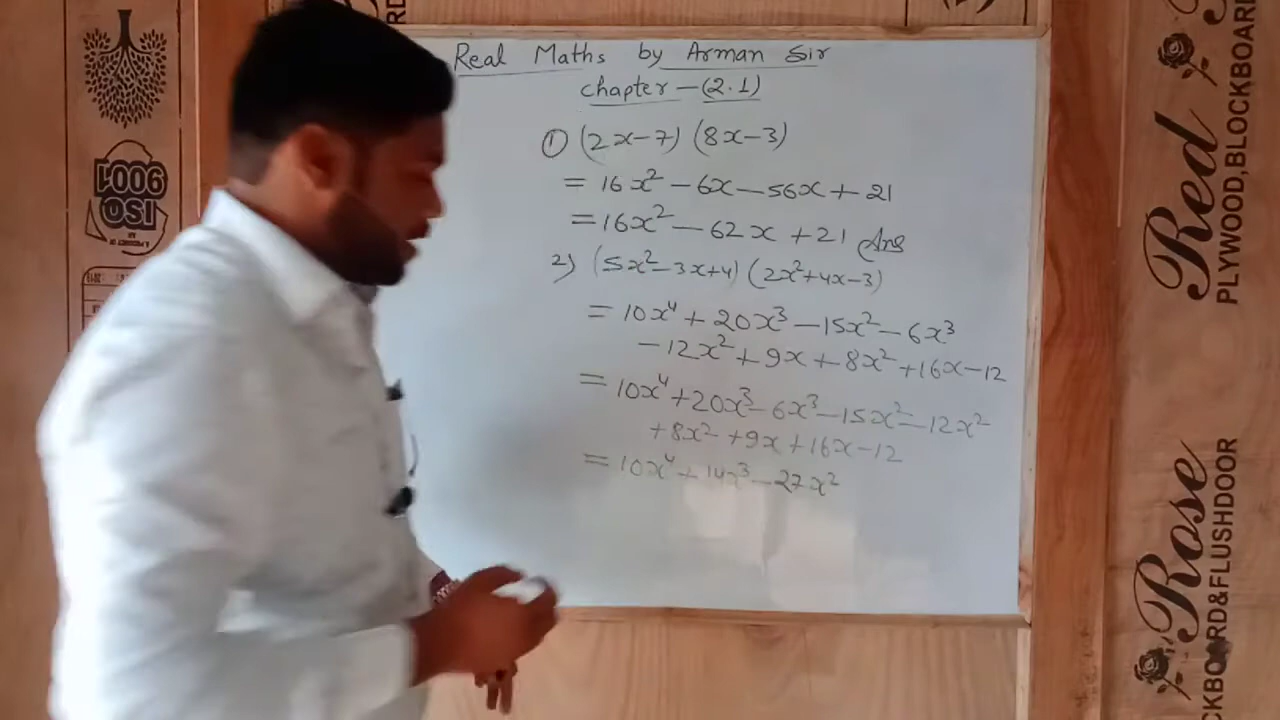 Real Maths by Arman Sir
chapter - (2.1)
① (2x-7) (8x-3)
= 16x² - 6x - 56x + 21
= 16x² - 62x + 21 Ans
2) (5x²-3x+4) (2x²+4x-3)
= 10x⁴ + 20x³ - 15x² - 6x³
- 12x² + 9x + 8x² + 16x - 12
= 10x⁴ + 20x³ - 6x³ - 15x² - 12x²
+ 8x² + 9x + 16x - 12
= 10x⁴ + 14x³ - 27x²
9001
ISO
Red
PLYWOOD,BLOCKBOARD
Rose
CKBOARD&FLUSHDOOR